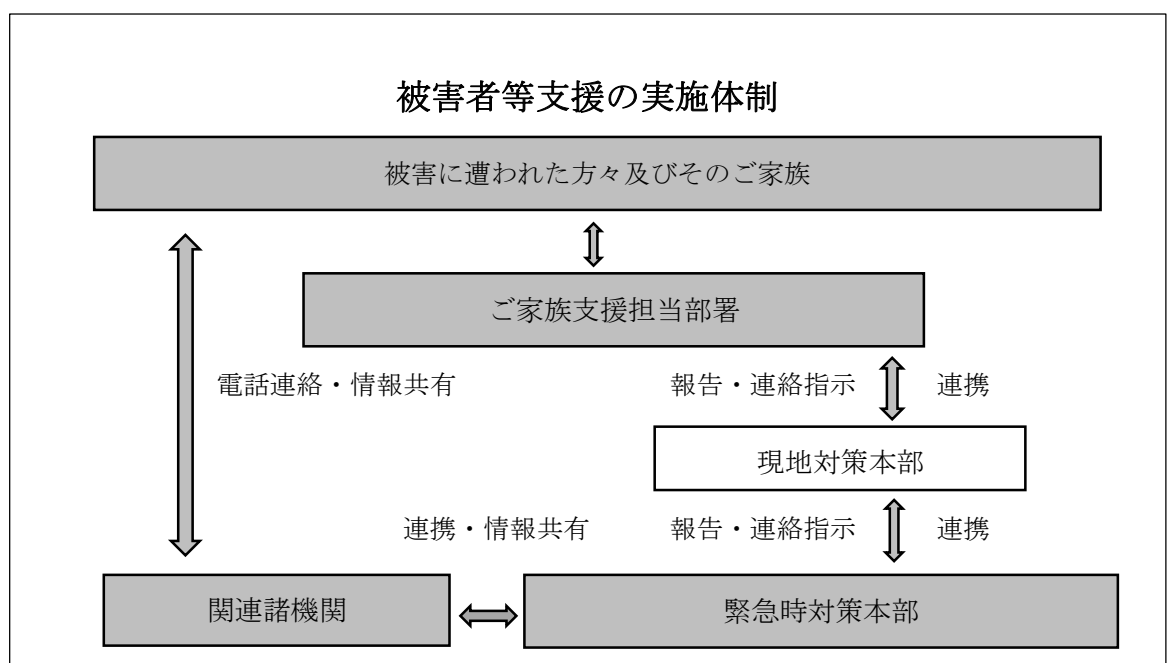 被害者等支援の実施体制
被害に遭われた方々及びそのご家族
ご家族支援担当部署
電話連絡・情報共有 報告・連絡指示 連携
現地対策本部
連携・情報共有 報告・連絡指示 連携
関連諸機関 緊急時対策本部